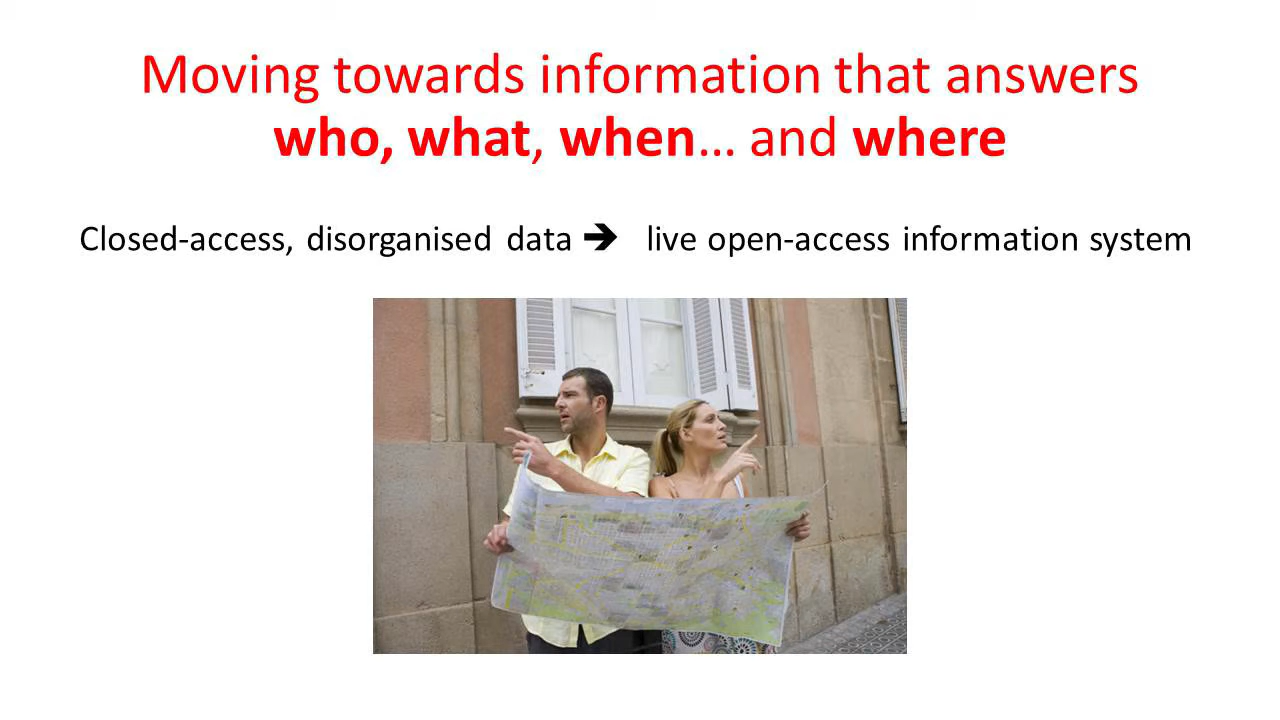 Moving towards information that answers
who, what, when… and where
Closed-access, disorganised data 🡺 live open-access information system